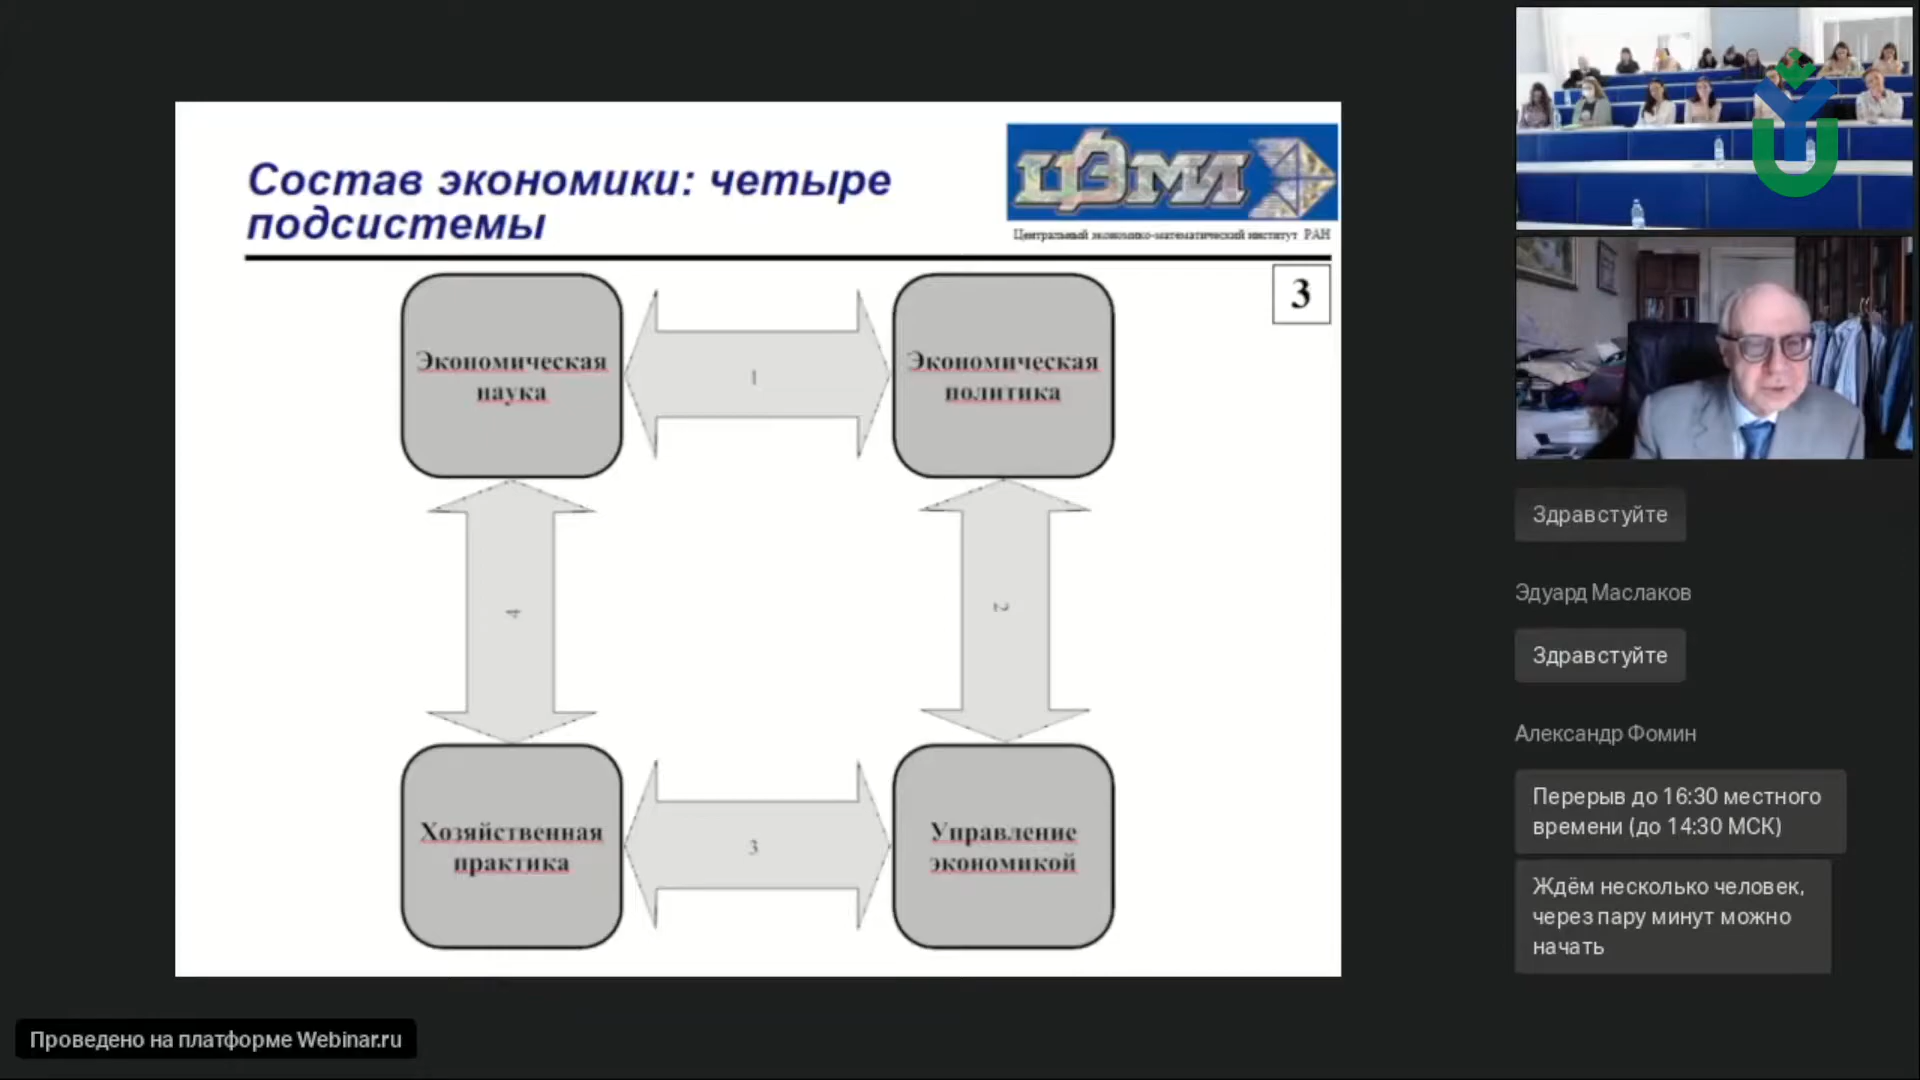 Состав экономики: четыре
подсистемы
ЦЭМИ
Центральный экономико-математический институт РАН
3
Экономическая
наука
1
Экономическая
политика
4
2
Хозяйственная
практика
3
Управление
экономикой
Здравстуйте
Эдуард Маслаков
Здравстуйте
Александр Фомин
Перерыв до 16:30 местного
времени (до 14:30 МСК)
Ждём несколько человек,
через пару минут можно
начать
Проведено на платформе Webinar.ru